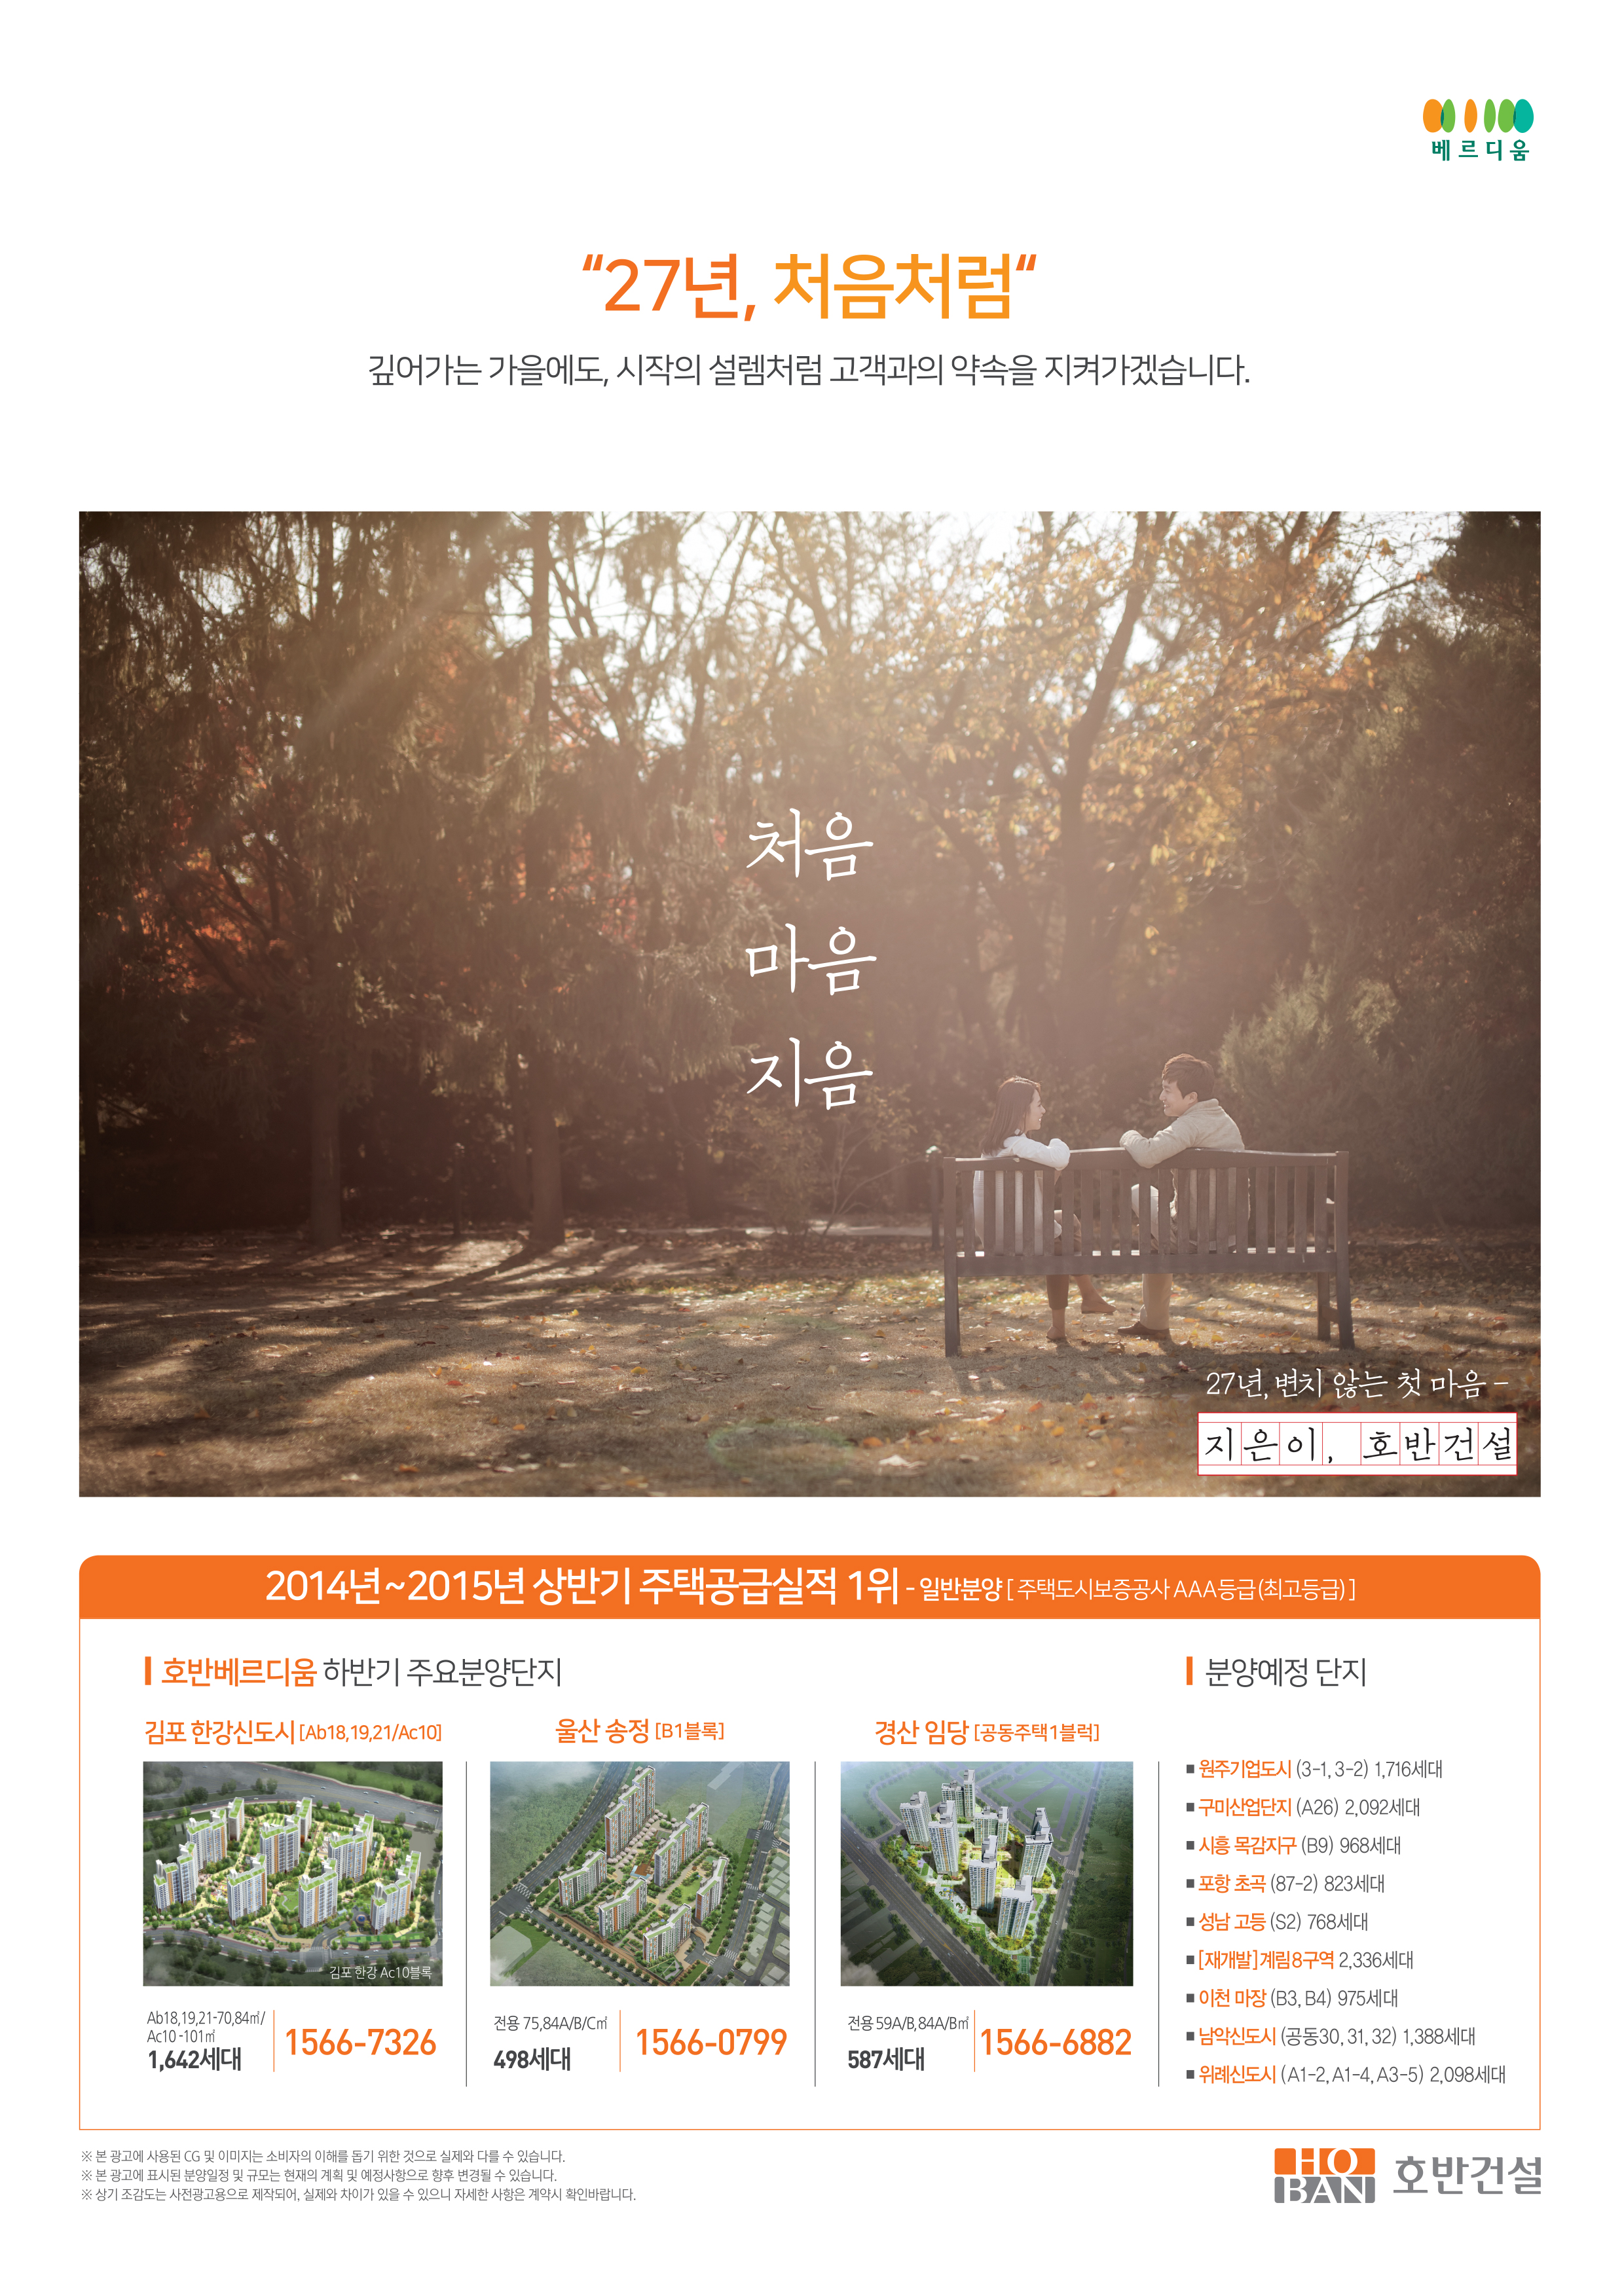 베르디움
“27년, 처음처럼“
깊어가는 가을에도, 시작의 설렘처럼 고객과의 약속을 지켜가겠습니다.
처음
마음
지음
27년, 변치 않는 첫 마음 –
지은이, 호반건설
2014년~2015년 상반기 주택공급실적 1위 - 일반분양 [ 주택도시보증공사 AAA등급(최고등급) ]
호반베르디움 하반기 주요분양단지
김포 한강신도시 [Ab18,19,21/Ac10]
김포 한강 Ac10블록
Ab18,19,21-70,84㎡/
Ac10 -101㎡
1,642세대
1566-7326
울산 송정 [B1블록]
전용 75,84A/B/C㎡
498세대
1566-0799
경산 임당 [공동주택1블럭]
전용 59A/B,84A/B㎡
587세대
1566-6882
분양예정 단지
■ 원주기업도시 (3-1, 3-2) 1,716세대
■ 구미산업단지 (A26) 2,092세대
■ 시흥 목감지구 (B9) 968세대
■ 포항 초곡 (87-2) 823세대
■ 성남 고등 (S2) 768세대
■ [재개발]계림8구역 2,336세대
■ 이천 마장 (B3, B4) 975세대
■ 남악신도시 (공동30, 31, 32) 1,388세대
■ 위례신도시 (A1-2, A1-4, A3-5) 2,098세대
※ 본 광고에 사용된 CG 및 이미지는 소비자의 이해를 돕기 위한 것으로 실제와 다를 수 있습니다.
※ 본 광고에 표시된 분양일정 및 규모는 현재의 계획 및 예정사항으로 향후 변경될 수 있습니다.
※ 상기 조감도는 사전광고용으로 제작되어, 실제와 차이가 있을 수 있으니 자세한 사항은 계약시 확인바랍니다.
HO
BAN
호반건설